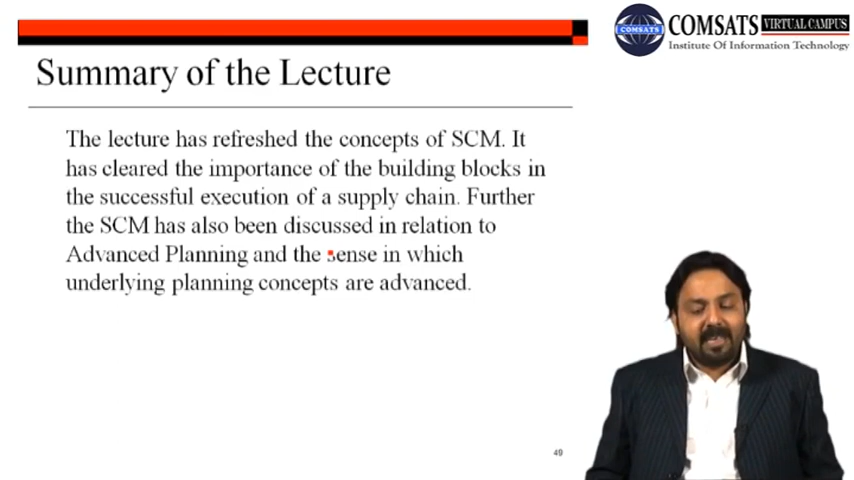 COMSATS VIRTUAL CAMPUS
COMSATS
Institute Of Information Technology
Summary of the Lecture
The lecture has refreshed the concepts of SCM. It
has cleared the importance of the building blocks in
the successful execution of a supply chain. Further
the SCM has also been discussed in relation to
Advanced Planning and the sense in which
underlying planning concepts are advanced.
49